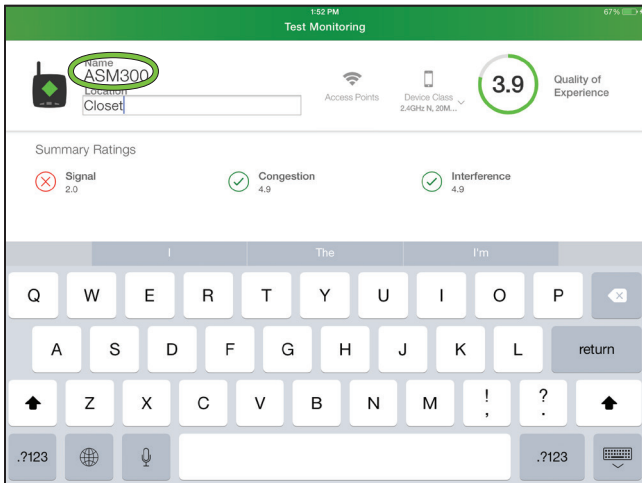 1:52 PM
67%
Test Monitoring
Name
ASM300
Location
Closet
Access Points
Device Class
2.4GHz N, 20M...
3.9
Quality of
Experience
Summary Ratings
Signal
2.0
Congestion
4.9
Interference
4.9
I The I'm
Q W E R T Y U I O P
A S D F G H J K L return
Z X C V B N M ! , ? .
.?123 .?123